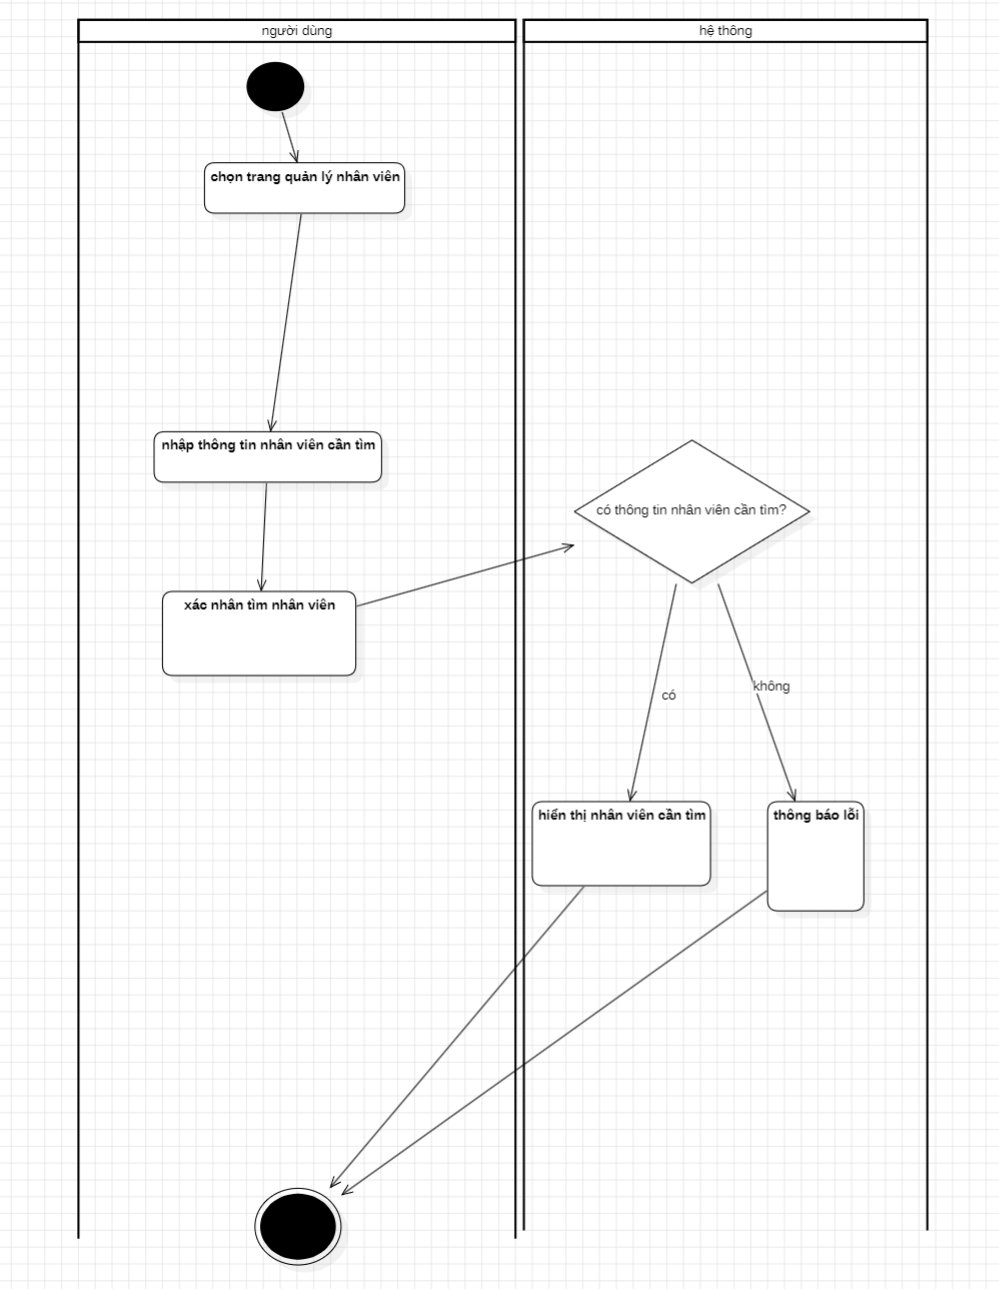 người dùng
hệ thông
chọn trang quản lý nhân viên
nhập thông tin nhân viên cần tìm
có thông tin nhân viên cần tìm?
xác nhân tìm nhân viên
có
không
hiển thị nhân viên cần tìm
thông báo lỗi